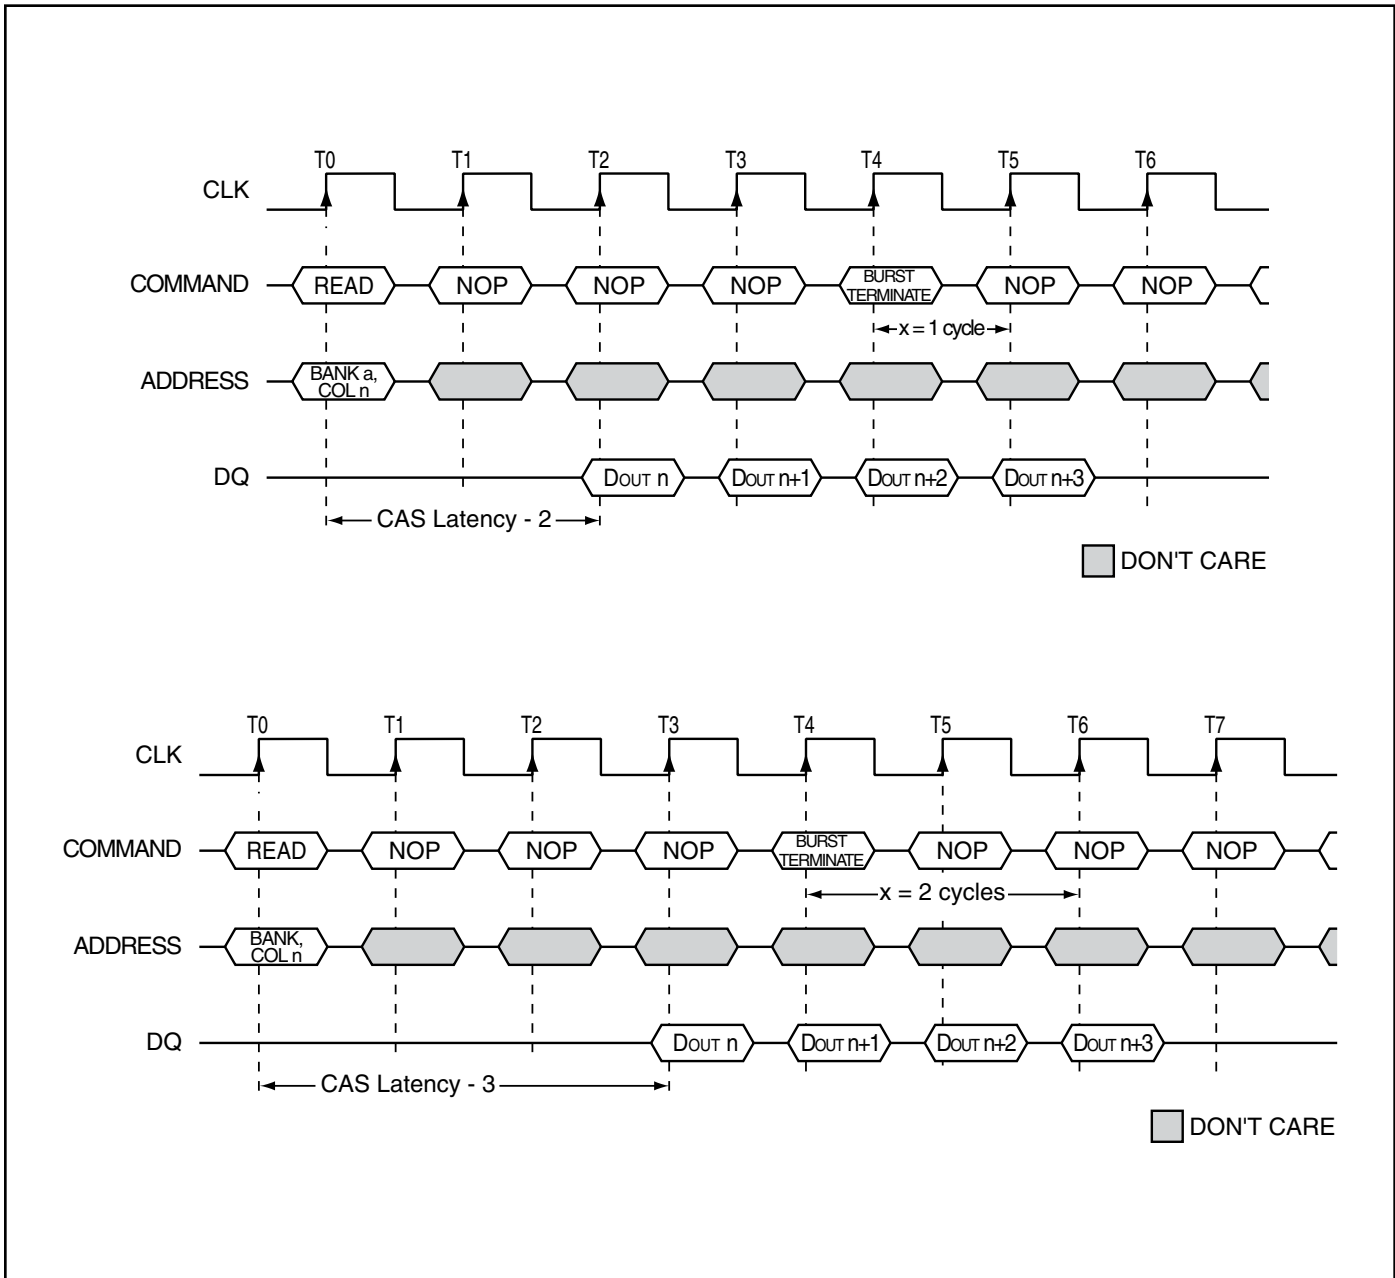 T0 T1 T2 T3 T4 T5 T6
CLK
COMMAND READ NOP NOP NOP BURST TERMINATE NOP NOP
x = 1 cycle
ADDRESS BANK a, COL n
DQ DOUT n DOUT n+1 DOUT n+2 DOUT n+3
CAS Latency - 2
DON'T CARE
T0 T1 T2 T3 T4 T5 T6 T7
CLK
COMMAND READ NOP NOP NOP BURST TERMINATE NOP NOP NOP
x = 2 cycles
ADDRESS BANK, COL n
DQ DOUT n DOUT n+1 DOUT n+2 DOUT n+3
CAS Latency - 3
DON'T CARE